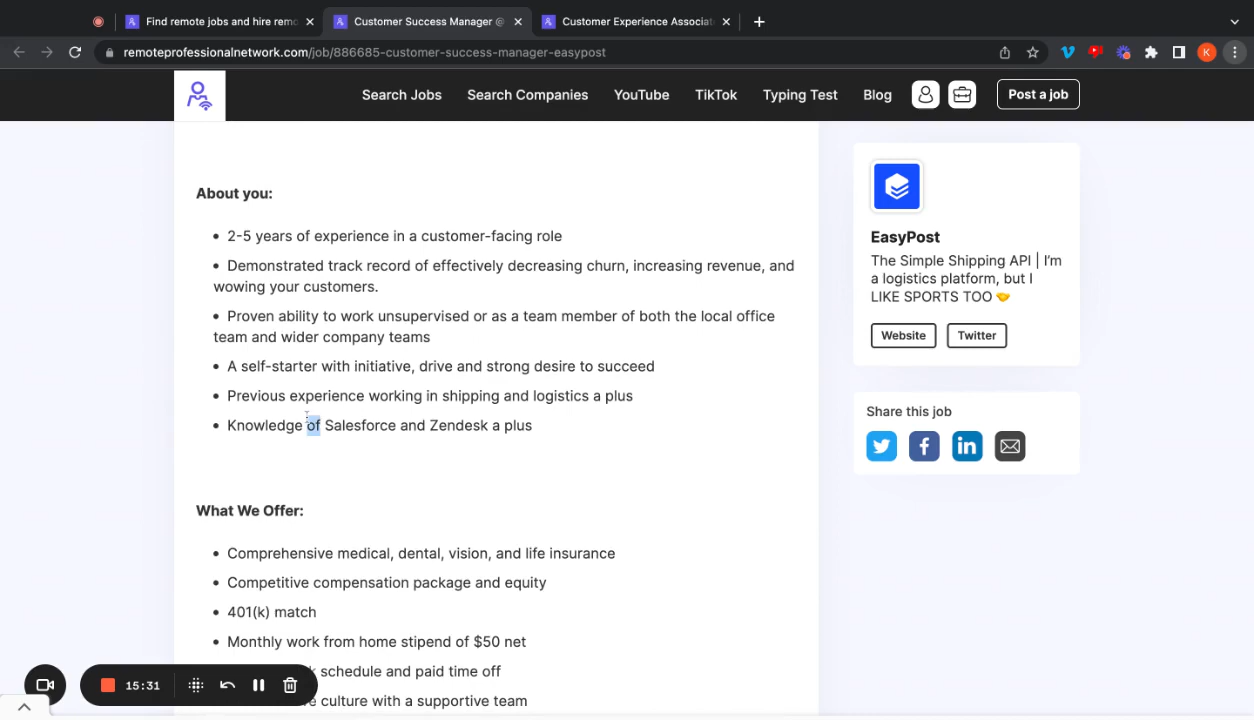 Find remote jobs and hire remo
Customer Success Manager @
Customer Experience Associat
remoteprofessionalnetwork.com/job/886685-customer-success-manager-easypost
K
Search Jobs
Search Companies
YouTube
TikTok
Typing Test
Blog
Post a job
About you:
• 2-5 years of experience in a customer-facing role
• Demonstrated track record of effectively decreasing churn, increasing revenue, and
wowing your customers.
• Proven ability to work unsupervised or as a team member of both the local office
team and wider company teams
• A self-starter with initiative, drive and strong desire to succeed
• Previous experience working in shipping and logistics a plus
• Knowledge of Salesforce and Zendesk a plus
What We Offer:
• Comprehensive medical, dental, vision, and life insurance
• Competitive compensation package and equity
• 401(k) match
• Monthly work from home stipend of $50 net
schedule and paid time off
culture with a supportive team
15:31
EasyPost
The Simple Shipping API | I'm
a logistics platform, but I
LIKE SPORTS TOO 🤝
Website
Twitter
Share this job